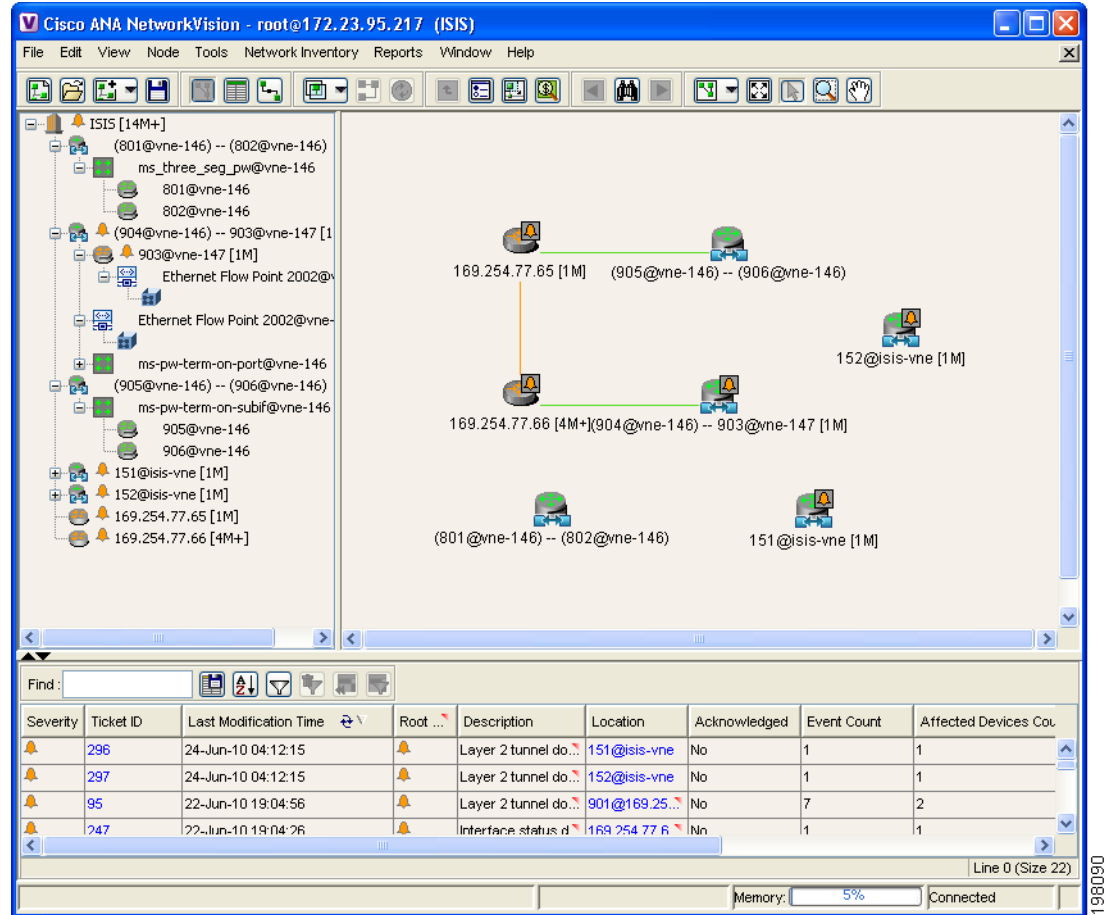 Cisco ANA NetworkVision - root@172.23.95.217 (ISIS)
File Edit View Node Tools Network Inventory Reports Window Help
ISIS [14M+]
(801@vne-146) -- (802@vne-146)
ms_three_seg_pw@vne-146
801@vne-146
802@vne-146
(904@vne-146) -- 903@vne-147 [1
903@vne-147 [1M]
Ethernet Flow Point 2002@v
Ethernet Flow Point 2002@vne-
ms-pw-term-on-port@vne-146
(905@vne-146) -- (906@vne-146)
ms-pw-term-on-subif@vne-146
905@vne-146
906@vne-146
151@isis-vne [1M]
152@isis-vne [1M]
169.254.77.65 [1M]
169.254.77.66 [4M+]
169.254.77.65 [1M]
(905@vne-146) -- (906@vne-146)
152@isis-vne [1M]
169.254.77.66 [4M+]
(904@vne-146) -- 903@vne-147 [1M]
(801@vne-146) -- (802@vne-146)
151@isis-vne [1M]
Find :
Severity Ticket ID Last Modification Time Root ... Description Location Acknowledged Event Count Affected Devices Cou
296 24-Jun-10 04:12:15 Layer 2 tunnel do... 151@isis-vne No 1 1
297 24-Jun-10 04:12:15 Layer 2 tunnel do... 152@isis-vne No 1 1
95 22-Jun-10 19:04:56 Layer 2 tunnel do... 901@169.25... No 7 2
247 22-Jun-10 19:04:26 Interface status d 169.254.77.6 No 1 1
Line 0 (Size 22)
Memory: 5% Connected
198090